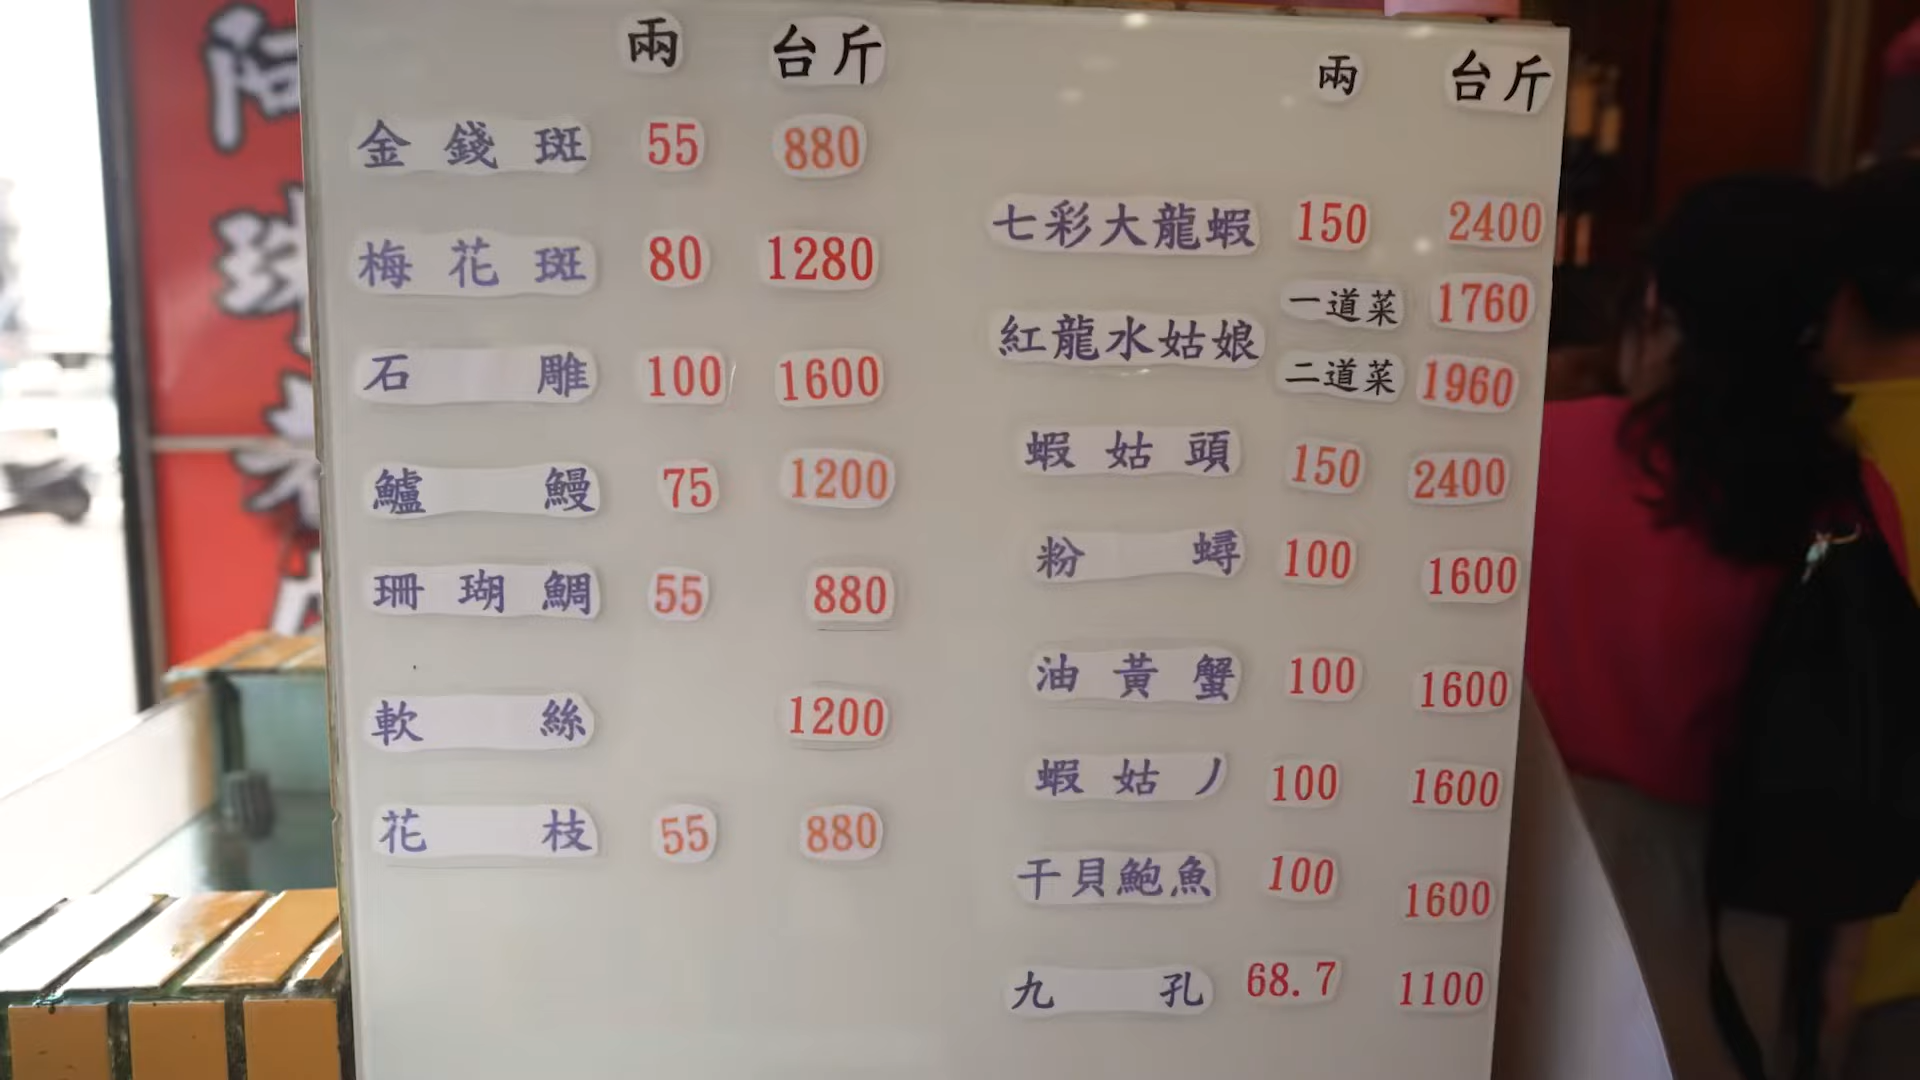 兩 台斤
金錢斑 55 880
梅花斑 80 1280
石雕 100 1600
鱸鰻 75 1200
珊瑚鯛 55 880
軟絲 1200
花枝 55 880
兩 台斤
七彩大龍蝦 150 2400
紅龍水姑娘 一道菜 1760
二道菜 1960
蝦姑頭 150 2400
粉蟳 100 1600
油黃蟹 100 1600
蝦姑丿 100 1600
干貝鮑魚 100 1600
九孔 68.7 1100